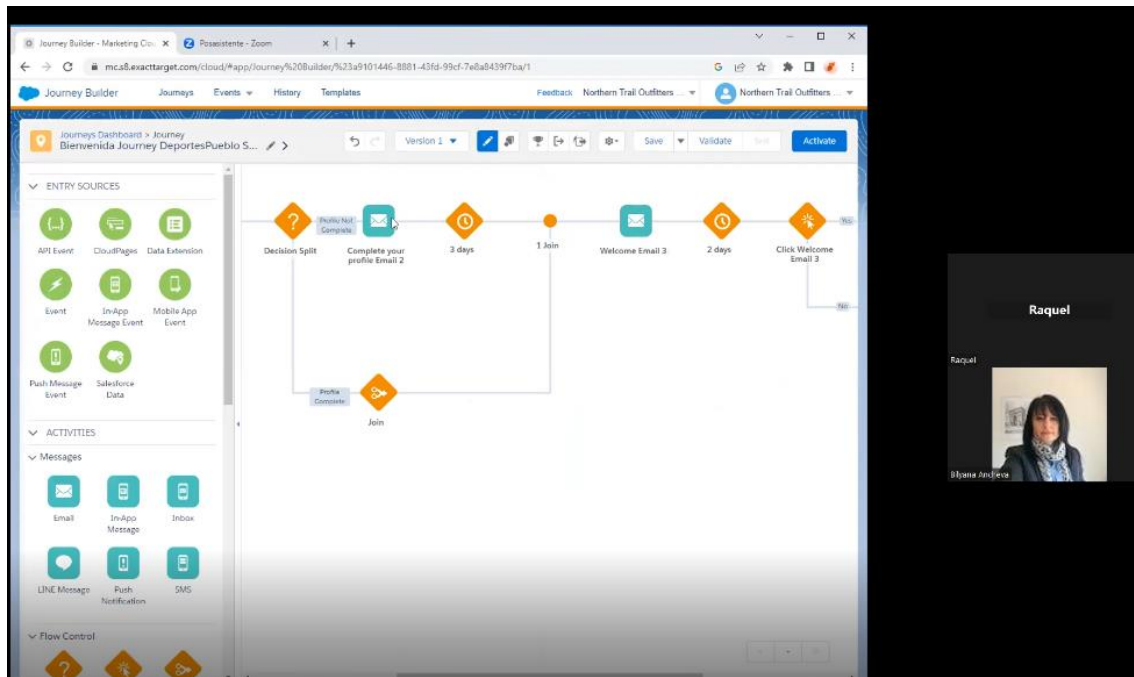 Journey Builder - Marketing Clou
Posasistente - Zoom
mc.s8.exacttarget.com/cloud/#app/Journey%20Builder/%23a9101446-8881-43fd-99cf-7e8a8439f7ba/1
Journey Builder
Journeys
Events
History
Templates
Feedback
Northern Trail Outfitters ...
Northern Trail Outfitters ...
Journeys Dashboard > Journey
Bienvenida Journey DeportesPueblo S...
Version 1
Save
Validate
Test
Activate
ENTRY SOURCES
API Event
CloudPages
Data Extension
Event
In-App
Message Event
Mobile App
Event
Push Message
Event
Salesforce
Data
ACTIVITIES
Messages
Email
In-App
Message
Inbox
LINE Message
Push
Notification
SMS
Flow Control
Decision Split
Profile Not
Complete
Complete your
profile Email 2
3 days
1 Join
Welcome Email 3
2 days
Click Welcome
Email 3
Yes
No
Profile
Complete
Join
Raquel
Raquel